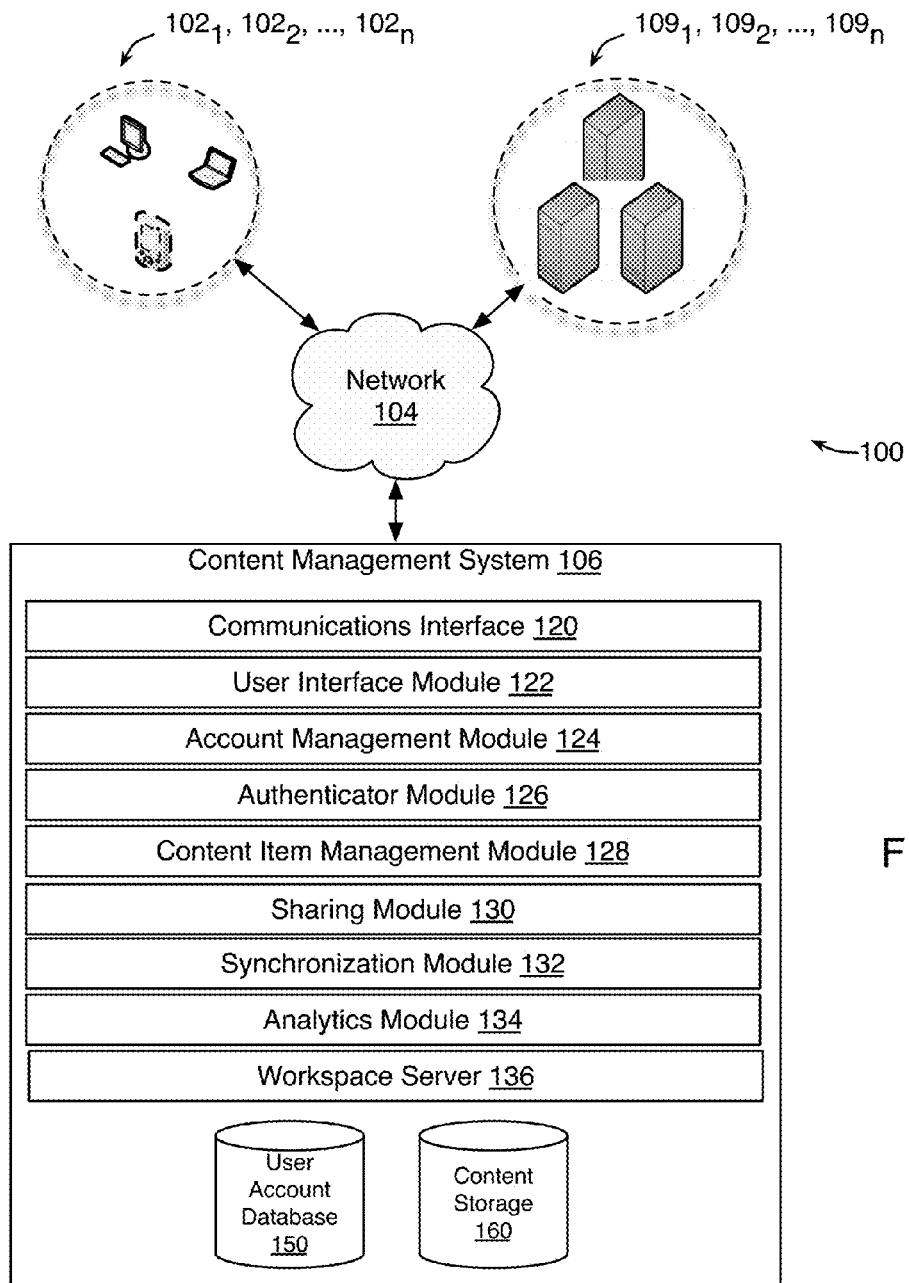 102₁, 102₂, ..., 102ₙ
109₁, 109₂, ..., 109ₙ
Network
104
100
Content Management System 106
Communications Interface 120
User Interface Module 122
Account Management Module 124
Authenticator Module 126
Content Item Management Module 128
Sharing Module 130
Synchronization Module 132
Analytics Module 134
Workspace Server 136
User
Account
Database
150
Content
Storage
160
F